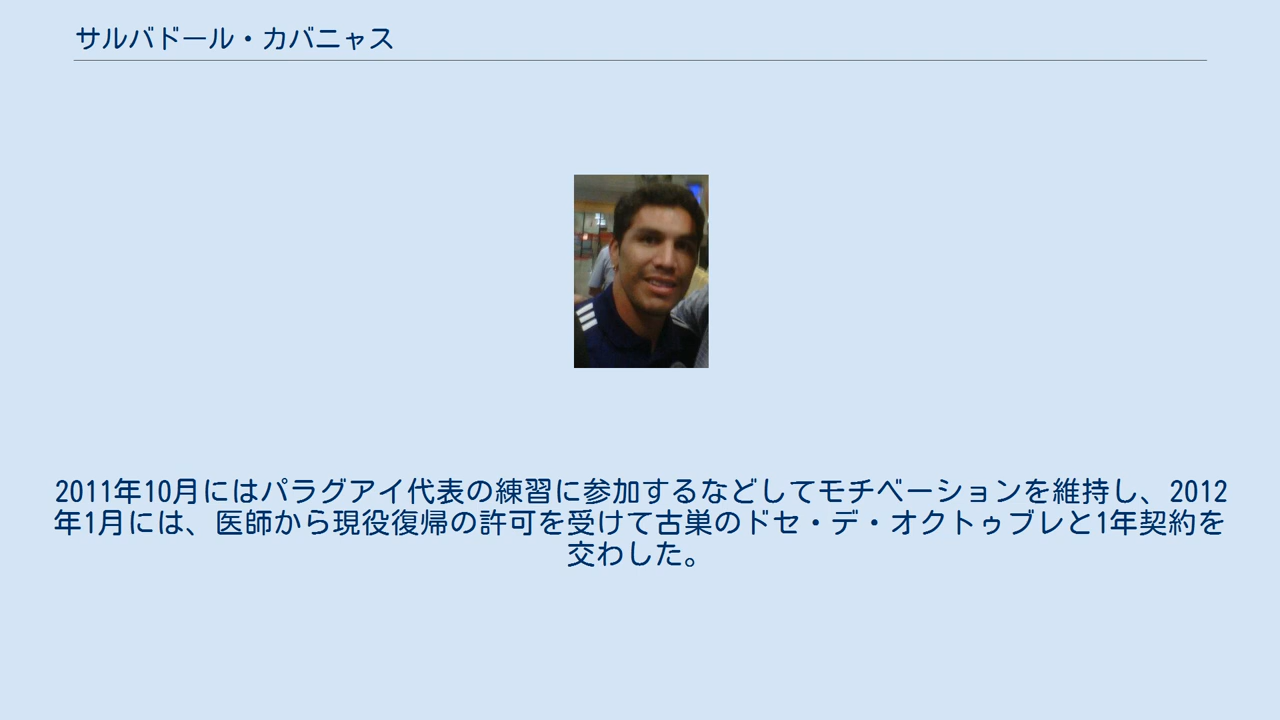 サルバドール・カバニャス
2011年10月にはパラグアイ代表の練習に参加するなどしてモチベーションを維持し、2012
年1月には、医師から現役復帰の許可を受けて古巣のドセ・デ・オクトゥブレと1年契約を
交わした。